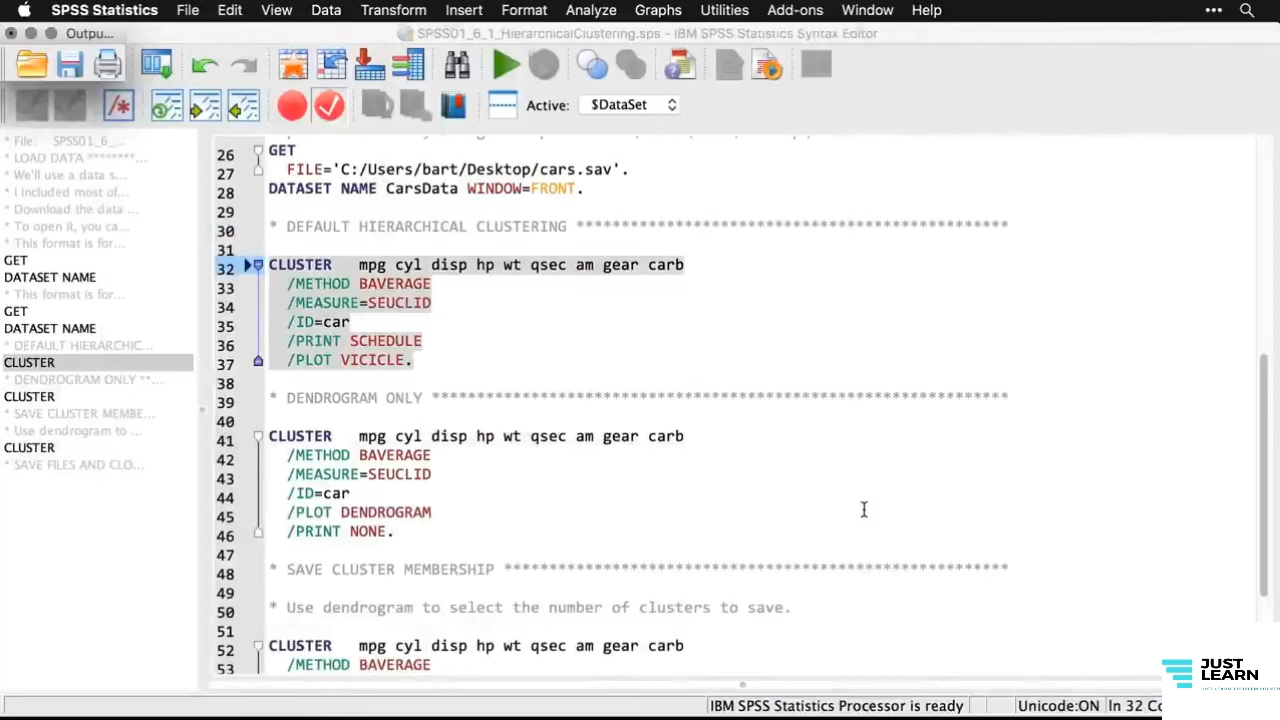 SPSS Statistics File Edit View Data Transform Insert Format Analyze Graphs Utilities Add-ons Window Help
Outpu... SPSS01_6_1_HierarchicalClustering.sps - IBM SPSS Statistics Syntax Editor
Active: $DataSet
* File: SPSS01_6_...
* LOAD DATA ********...
* We'll use a data s...
* I included most of...
* Download the data ...
* To open it, you ca...
* This format is for...
GET
DATASET NAME
* This format is for...
GET
DATASET NAME
* DEFAULT HIERARCHIC...
CLUSTER
* DENDROGRAM ONLY **...
CLUSTER
* SAVE CLUSTER MEMBE...
* Use dendrogram to ...
CLUSTER
* SAVE FILES AND CLO...
26 GET
27 FILE='C:/Users/bart/Desktop/cars.sav'.
28 DATASET NAME CarsData WINDOW=FRONT.
29
30 * DEFAULT HIERARCHICAL CLUSTERING ************************************************
31
32 CLUSTER mpg cyl disp hp wt qsec am gear carb
33 /METHOD BAVERAGE
34 /MEASURE=SEUCLID
35 /ID=car
36 /PRINT SCHEDULE
37 /PLOT VICICLE.
38
39 * DENDROGRAM ONLY ****************************************************************
40
41 CLUSTER mpg cyl disp hp wt qsec am gear carb
42 /METHOD BAVERAGE
43 /MEASURE=SEUCLID
44 /ID=car
45 /PLOT DENDROGRAM
46 /PRINT NONE.
47
48 * SAVE CLUSTER MEMBERSHIP ********************************************************
49
50 * Use dendrogram to select the number of clusters to save.
51
52 CLUSTER mpg cyl disp hp wt qsec am gear carb
53 /METHOD BAVERAGE
JUST
LEARN
IBM SPSS Statistics Processor is ready Unicode:ON In 32 Co